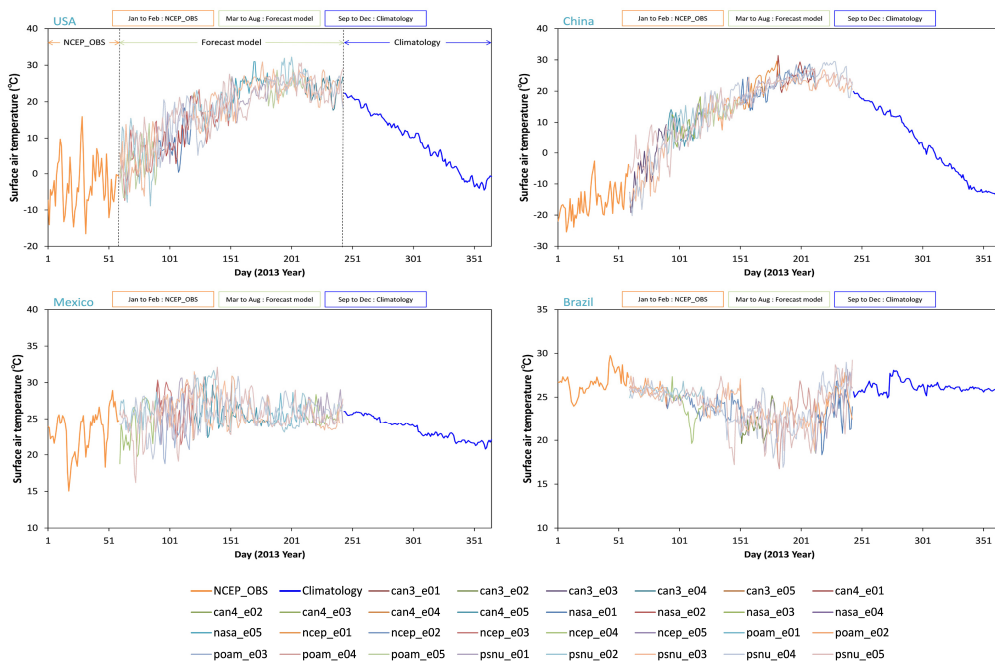 USA
Jan to Feb : NCEP_OBS
Mar to Aug : Forecast model
Sep to Dec : Climatology
NCEP_OBS
Forecast model
Climatology
Surface air temperature (℃)
40
30
20
10
0
-10
-20
1 51 101 151 201 251 301 351
Day (2013 Year)
China
Jan to Feb : NCEP_OBS
Mar to Aug : Forecast model
Sep to Dec : Climatology
Surface air temperature (℃)
40
30
20
10
0
-10
-20
-30
1 51 101 151 201 251 301 351
Day (2013 Year)
Mexico
Jan to Feb : NCEP_OBS
Mar to Aug : Forecast model
Sep to Dec : Climatology
Surface air temperature (℃)
40
35
30
25
20
15
10
1 51 101 151 201 251 301 351
Day (2013 Year)
Brazil
Jan to Feb : NCEP_OBS
Mar to Aug : Forecast model
Sep to Dec : Climatology
Surface air temperature (℃)
35
30
25
20
15
10
1 51 101 151 201 251 301 351
Day (2013 Year)
NCEP_OBS Climatology can3_e01 can3_e02 can3_e03 can3_e04 can3_e05 can4_e01
can4_e02 can4_e03 can4_e04 can4_e05 nasa_e01 nasa_e02 nasa_e03 nasa_e04
nasa_e05 ncep_e01 ncep_e02 ncep_e03 ncep_e04 ncep_e05 poam_e01 poam_e02
poam_e03 poam_e04 poam_e05 psnu_e01 psnu_e02 psnu_e03 psnu_e04 psnu_e05